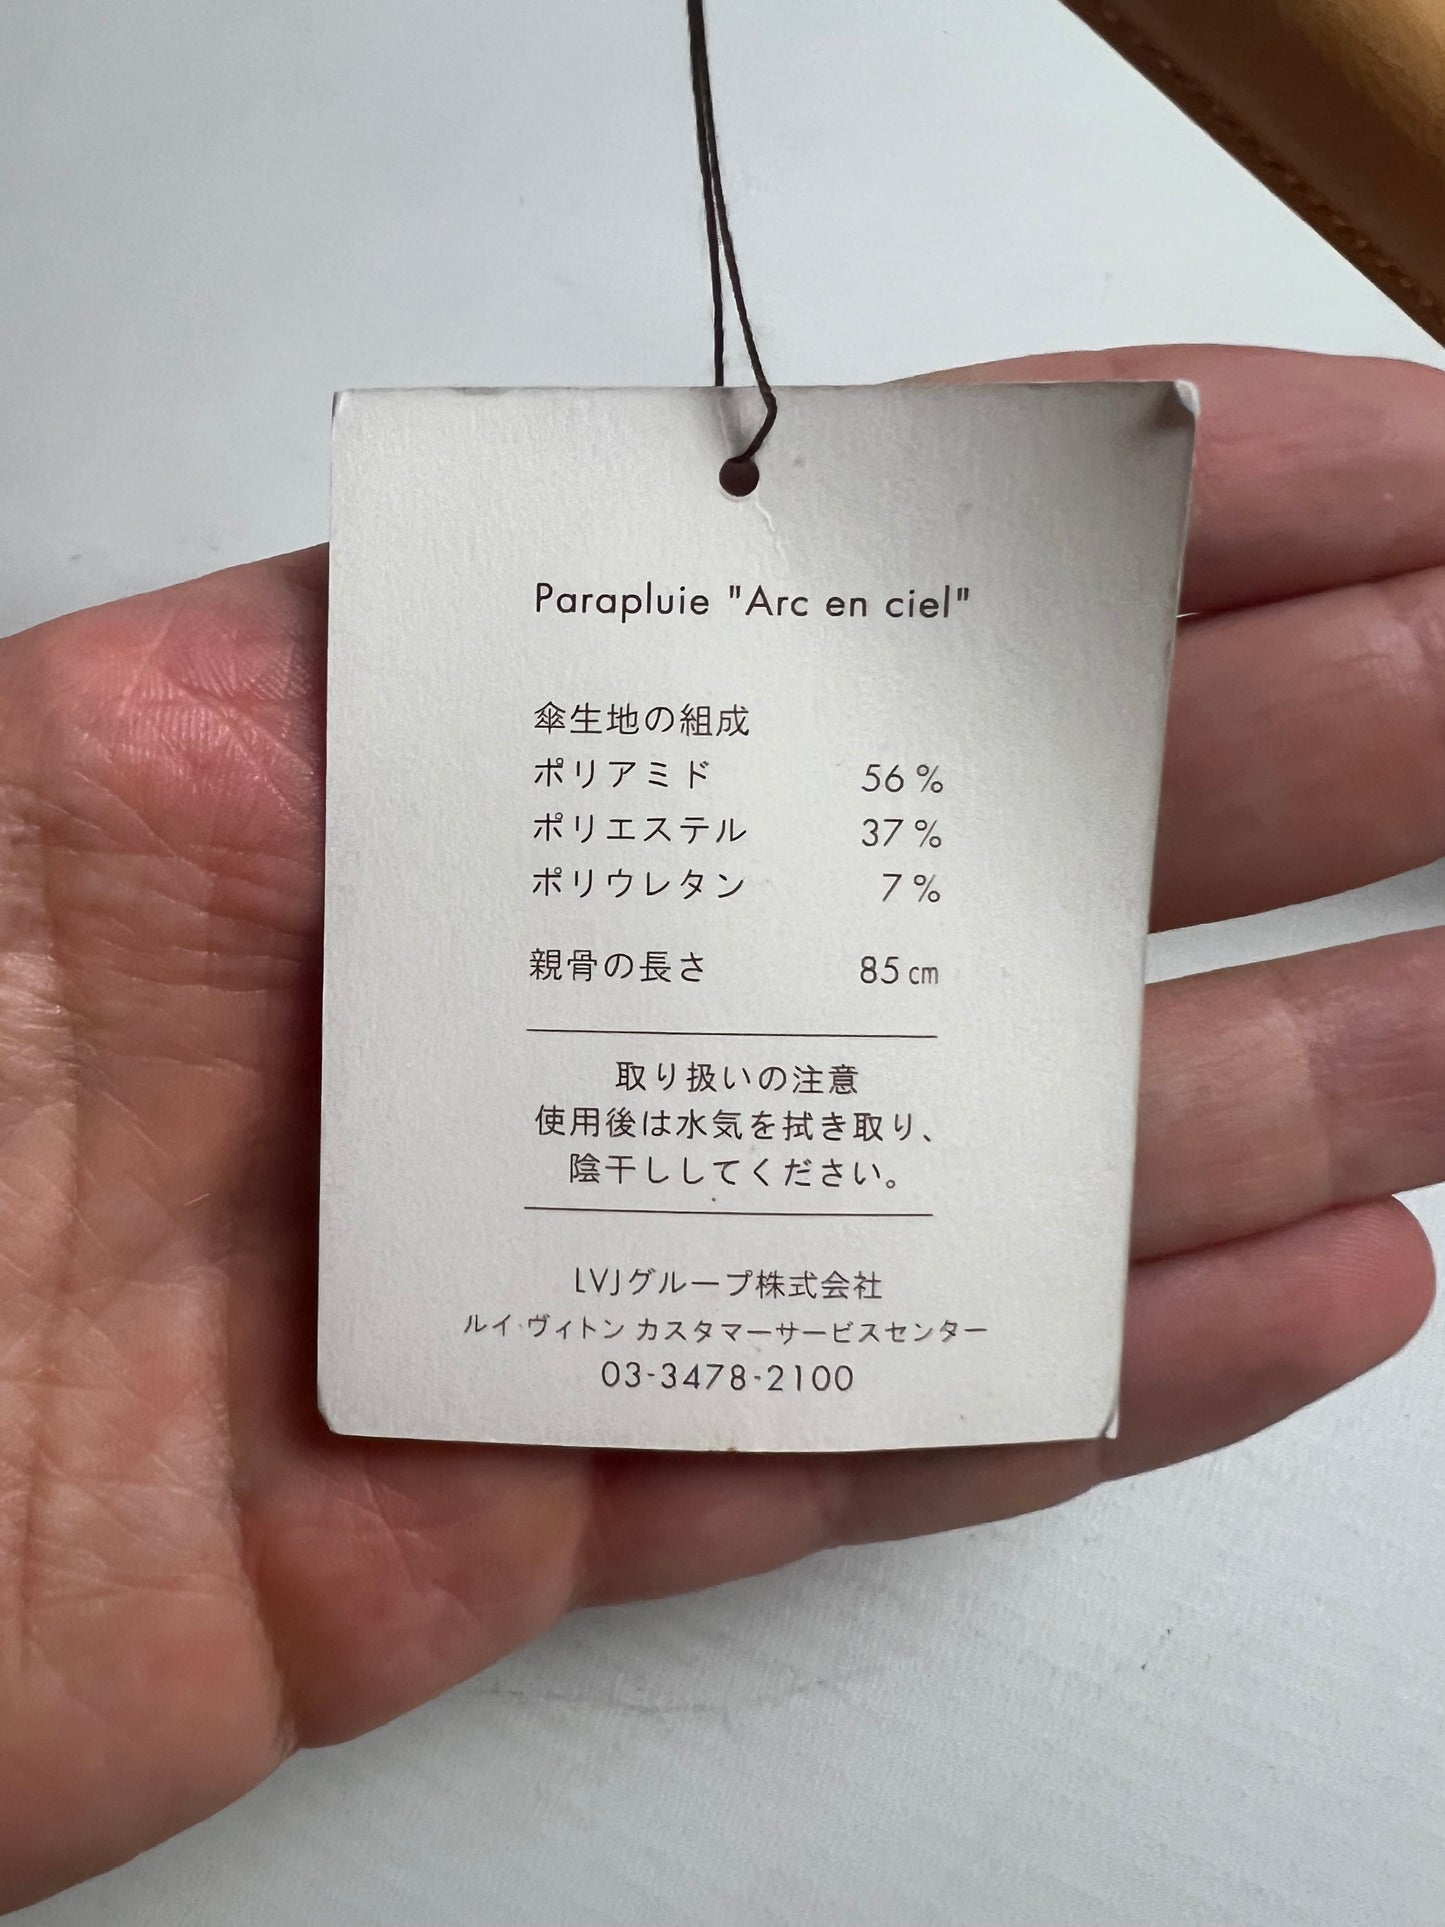 Parapluie "Arc en ciel"
傘生地の組成
ポリアミド 56 %
ポリエステル 37 %
ポリウレタン 7 %
親骨の長さ 85 cm
取り扱いの注意
使用後は水気を拭き取り、
陰干ししてください。
LVJグループ株式会社
ルイ·ヴィトン カスタマーサービスセンター
03-3478-2100